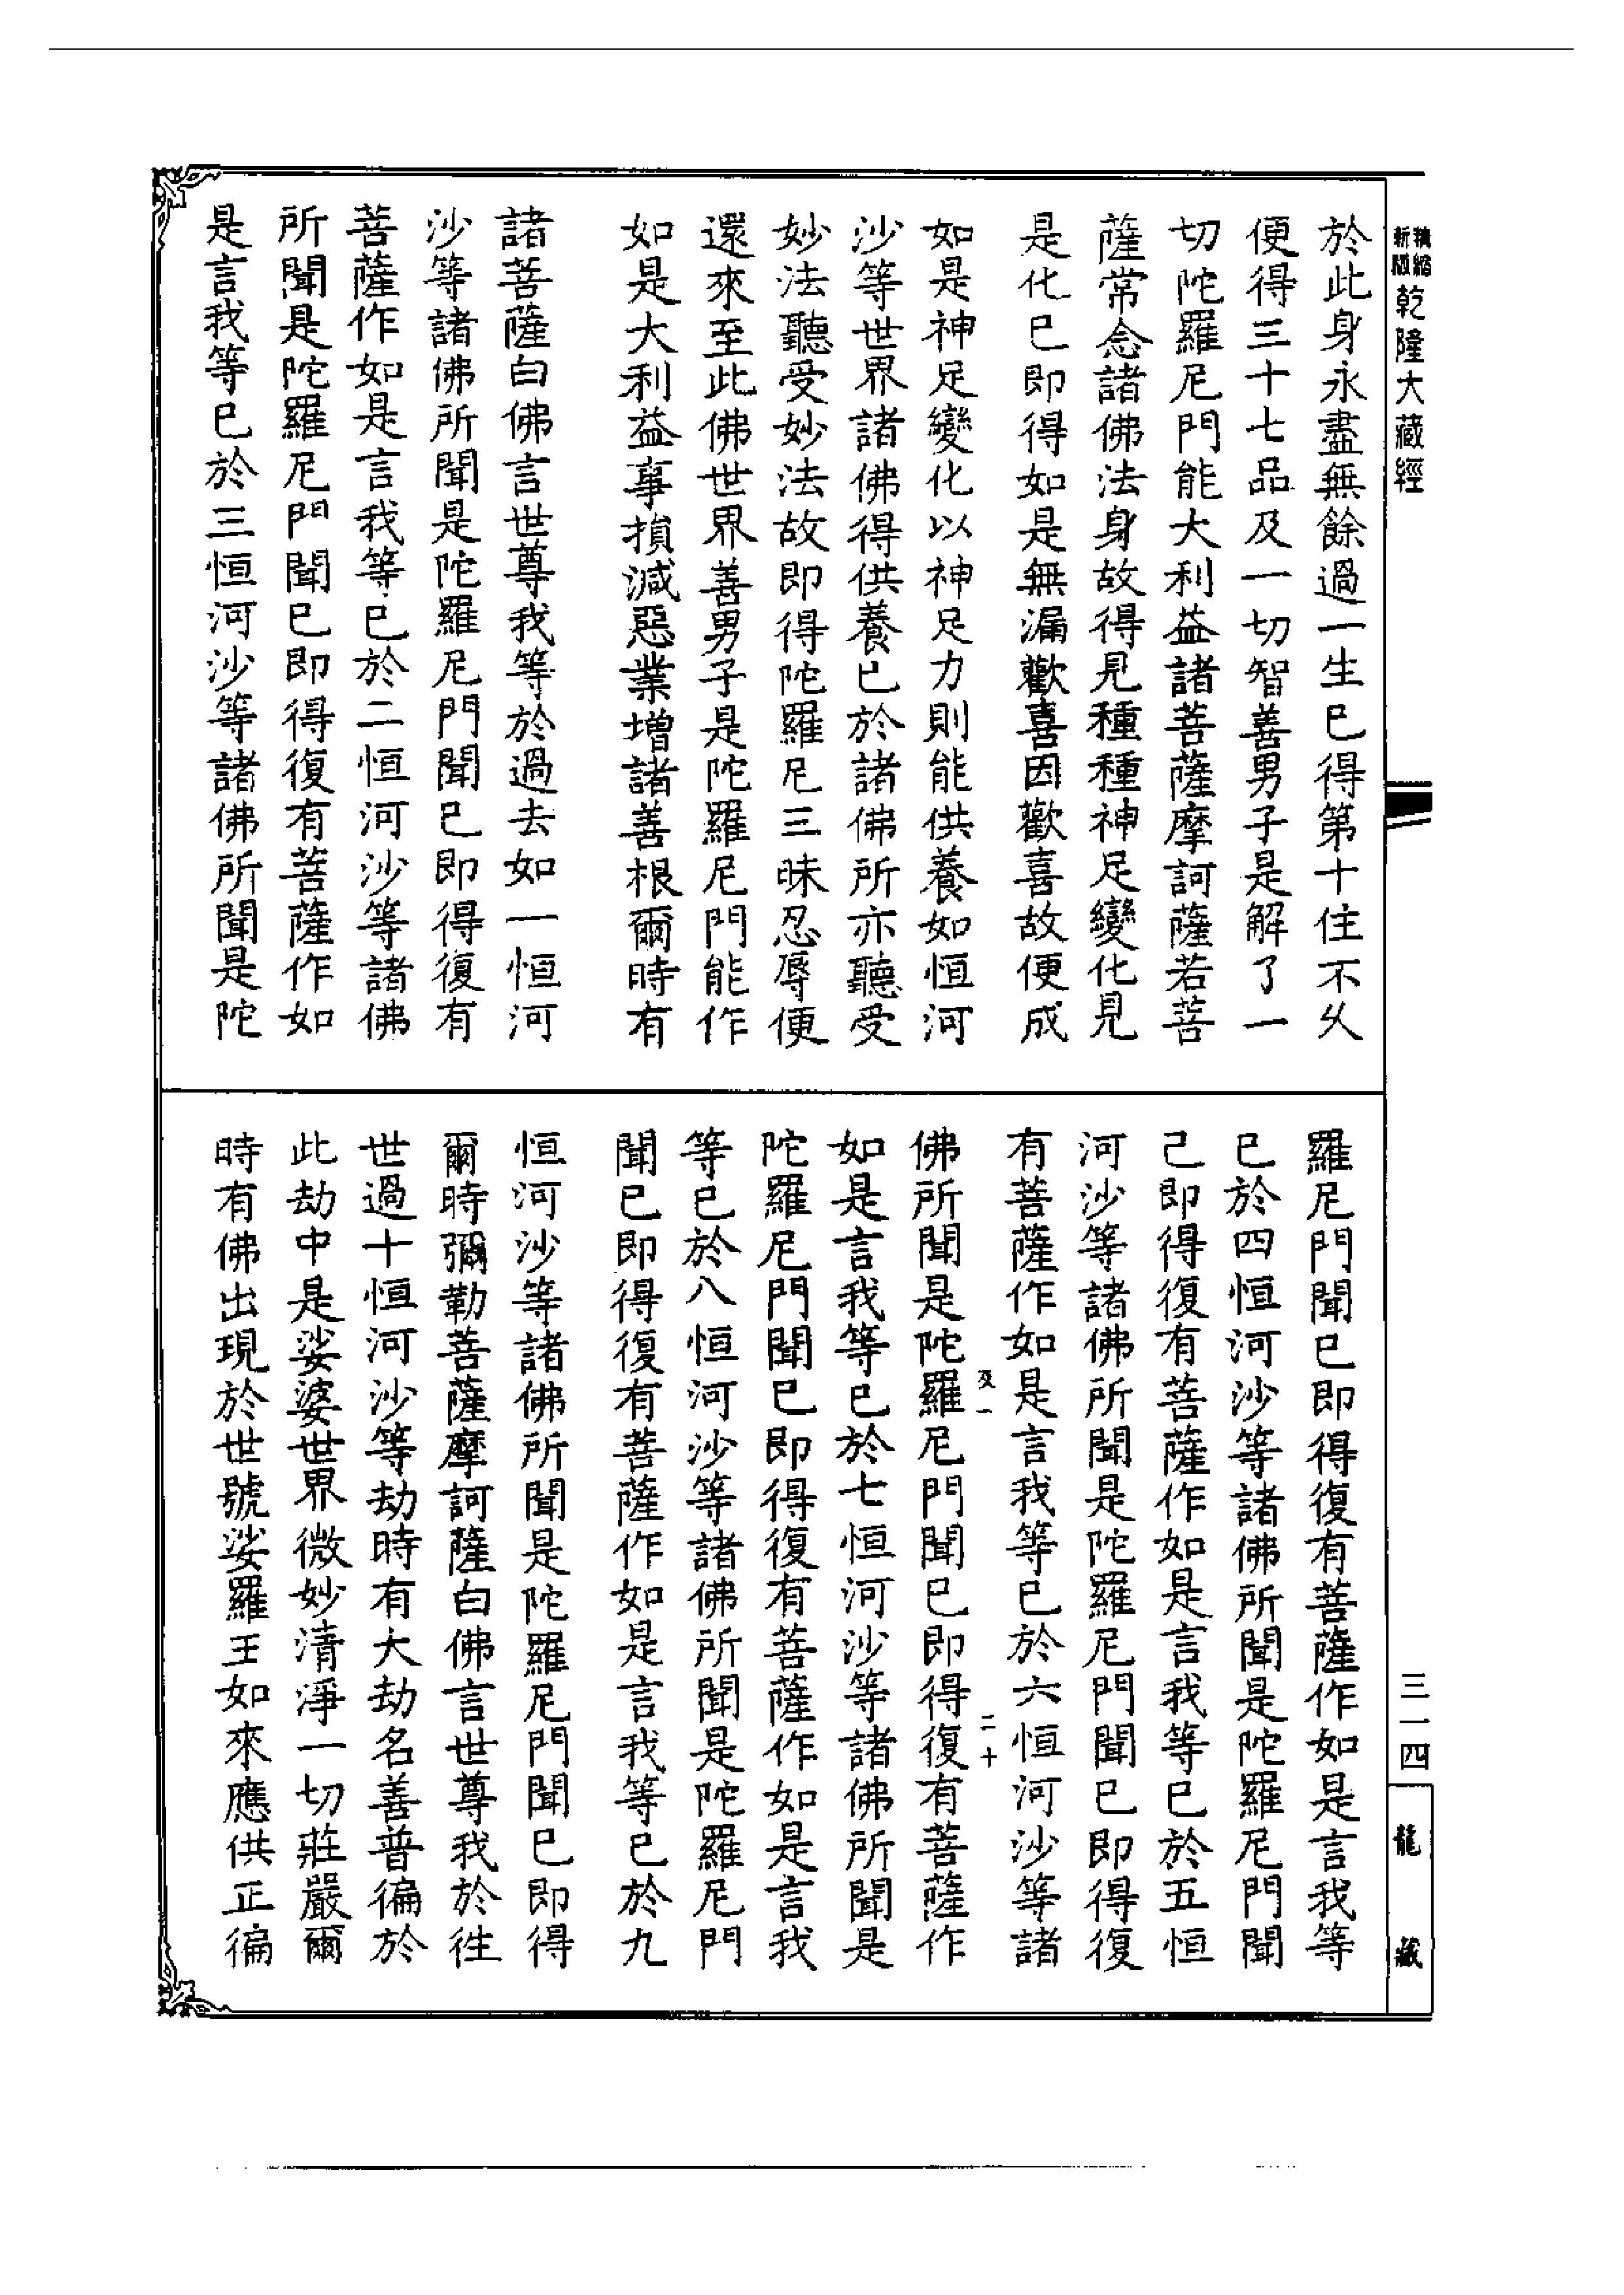 新版精縮乾隆大藏經
於此身永盡無餘過一生已得第十住不久
便得三十七品及一切智善男子是解了一
切陀羅尼門能大利益諸菩薩摩訶薩若菩
薩常念諸佛法身故得見種種神足變化見
是化已即得如是無漏歡喜因歡喜故便成
如是神足變化以神足力則能供養如恒河
沙等世界諸佛得供養已於諸佛所亦聽受
妙法聽受妙法故即得陀羅尼三昧忍辱便
還來至此佛世界善男子是陀羅尼門能作
如是大利益事損減惡業增諸善根爾時有
諸菩薩白佛言世尊我等於過去如一恒河
沙等諸佛所聞是陀羅尼門聞已即得復有
菩薩作如是言我等已於二恒河沙等諸佛
所聞是陀羅尼門聞已即得復有菩薩作如
是言我等已於三恒河沙等諸佛所聞是陀
羅尼門聞已即得復有菩薩作如是言我等
已於四恒河沙等諸佛所聞是陀羅尼門聞
已即得復有菩薩作如是言我等已於五恒
河沙等諸佛所聞是陀羅尼門聞已即得復
有菩薩作如是言我等已於六恒河沙等諸
佛所聞是陀羅尼門聞已即得復有菩薩作
如是言我等已於七恒河沙等諸佛所聞是
陀羅尼門聞已即得復有菩薩作如是言我
等已於八恒河沙等諸佛所聞是陀羅尼門
聞已即得復有菩薩作如是言我等已於九
恒河沙等諸佛所聞是陀羅尼門聞已即得
爾時彌勒菩薩摩訶薩白佛言世尊我於往
世過十恒河沙等劫時有大劫名善普徧於
此劫中是娑婆世界微妙清淨一切莊嚴爾
時有佛出現於世號娑羅王如來應供正徧
二十
三一四
龍藏